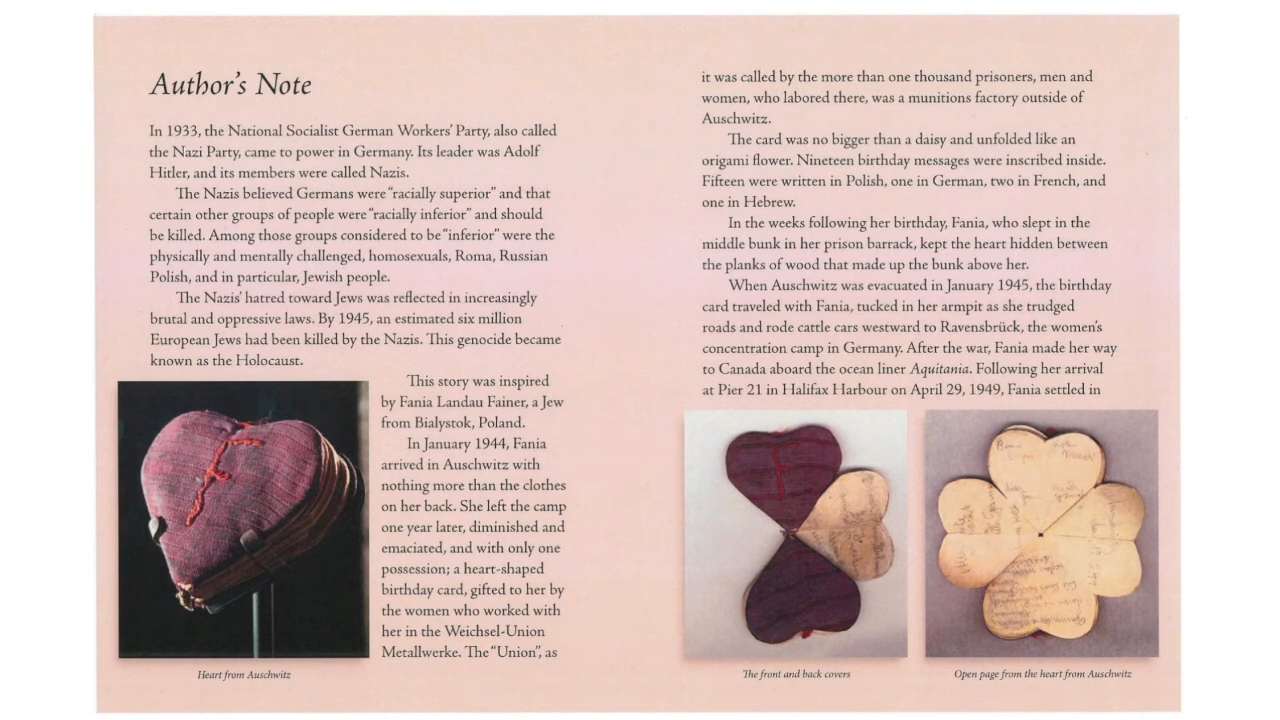 Author's Note
In 1933, the National Socialist German Workers' Party, also called
the Nazi Party, came to power in Germany. Its leader was Adolf
Hitler, and its members were called Nazis.
The Nazis believed Germans were "racially superior" and that
certain other groups of people were "racially inferior" and should
be killed. Among those groups considered to be "inferior" were the
physically and mentally challenged, homosexuals, Roma, Russian
Polish, and in particular, Jewish people.
The Nazis' hatred toward Jews was reflected in increasingly
brutal and oppressive laws. By 1945, an estimated six million
European Jews had been killed by the Nazis. This genocide became
known as the Holocaust.
This story was inspired
by Fania Landau Fainer, a Jew
from Bialystok, Poland.
In January 1944, Fania
arrived in Auschwitz with
nothing more than the clothes
on her back. She left the camp
one year later, diminished and
emaciated, and with only one
possession; a heart-shaped
birthday card, gifted to her by
the women who worked with
her in the Weichsel-Union
Metallwerke. The "Union", as
F
Heart from Auschwitz
it was called by the more than one thousand prisoners, men and
women, who labored there, was a munitions factory outside of
Auschwitz.
The card was no bigger than a daisy and unfolded like an
origami flower. Nineteen birthday messages were inscribed inside.
Fifteen were written in Polish, one in German, two in French, and
one in Hebrew.
In the weeks following her birthday, Fania, who slept in the
middle bunk in her prison barrack, kept the heart hidden between
the planks of wood that made up the bunk above her.
When Auschwitz was evacuated in January 1945, the birthday
card traveled with Fania, tucked in her armpit as she trudged
roads and rode cattle cars westward to Ravensbrück, the women's
concentration camp in Germany. After the war, Fania made her way
to Canada aboard the ocean liner Aquitania. Following her arrival
at Pier 21 in Halifax Harbour on April 29, 1949, Fania settled in
F
The front and back covers
Open page from the heart from Auschwitz